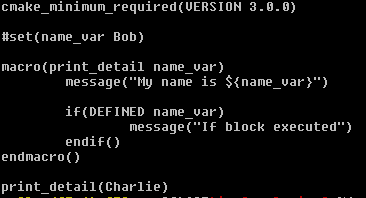 cmake_minimum_required(VERSION 3.0.0)
#set(name_var Bob)
macro(print_detail name_var)
message("My name is ${name_var}")
if(DEFINED name_var)
message("If block executed")
endif()
endmacro()
print_detail(Charlie)